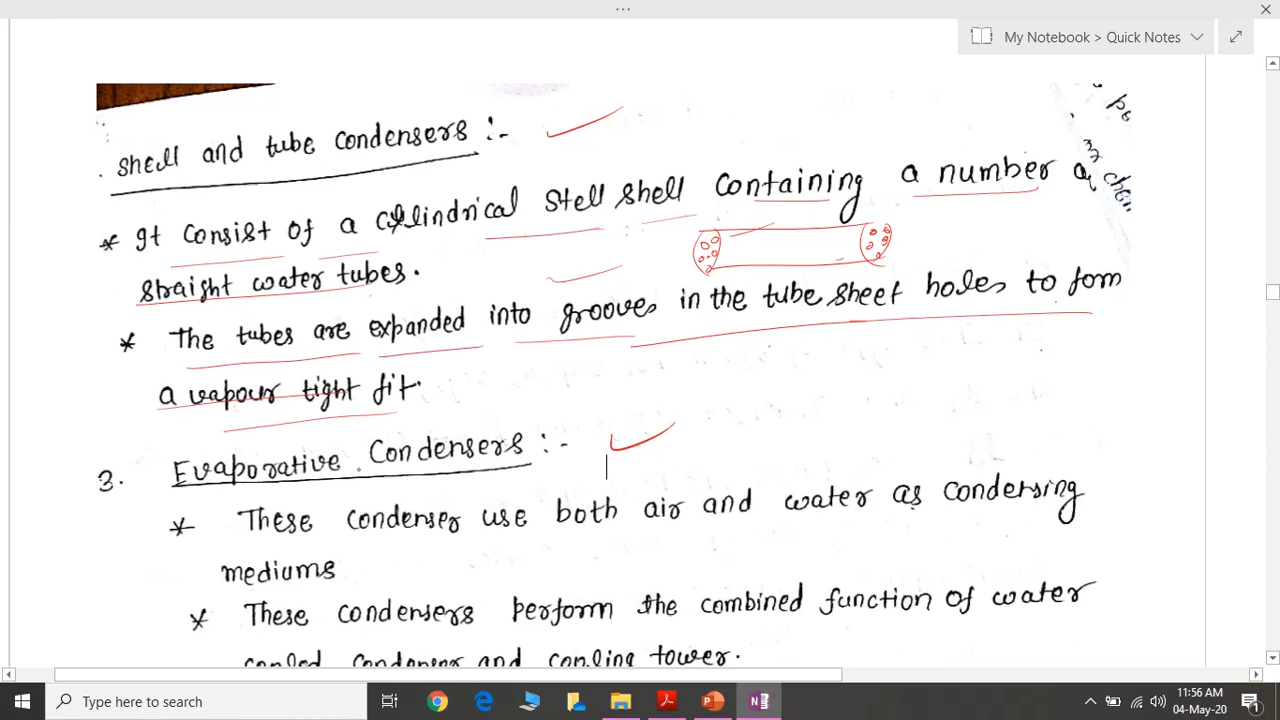 ...
My Notebook > Quick Notes
Shell and tube Condensers :-
* It Consist of a Cylindrical Stell Shell Containing a number of
straight water tubes.
* The tubes are expanded into grooves in the tube sheet holes to form
a vapour tight fit.
3. Evaporative Condensers :-
* These condenser use both air and water as condensing
mediums
* These condensers perform the combined function of water
cooled condenser and cooling tower.
Type here to search
11:56 AM
04-May-20